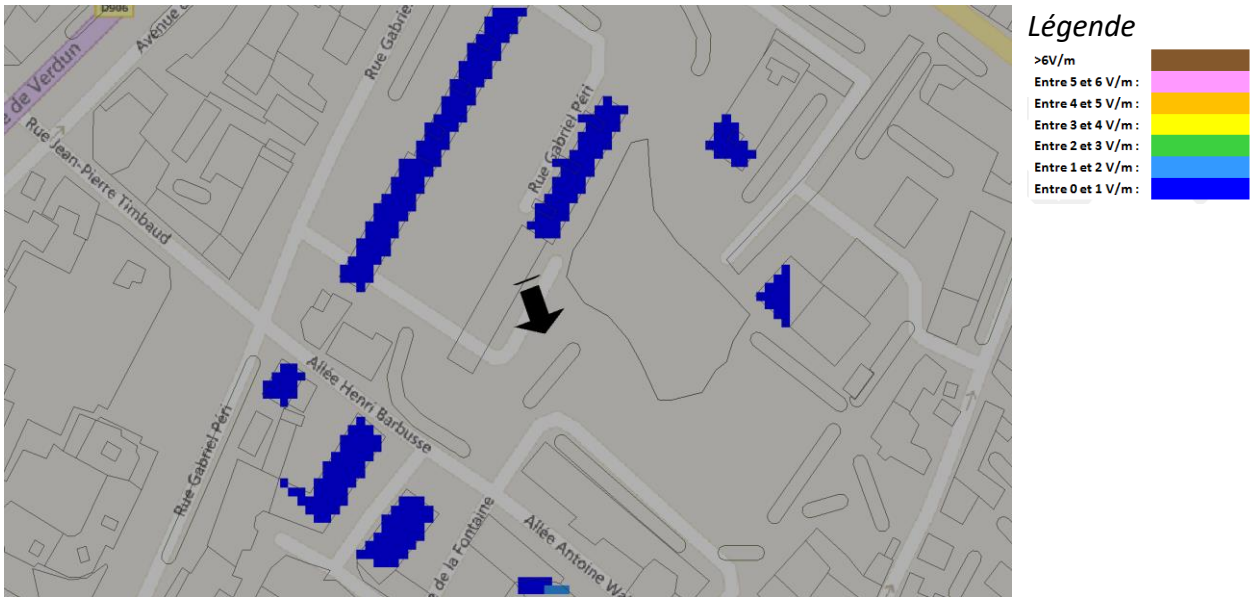 D906
Avenue
e de Verdun
Rue Gabriel
Rue Jean-Pierre Timbaud
Rue Gabriel Péri
Allée Henri Barbusse
Rue Gabriel Péri
e de la Fontaine
Allée Antoine Wa
Légende
>6V/m
Entre 5 et 6 V/m :
Entre 4 et 5 V/m :
Entre 3 et 4 V/m :
Entre 2 et 3 V/m :
Entre 1 et 2 V/m :
Entre 0 et 1 V/m :